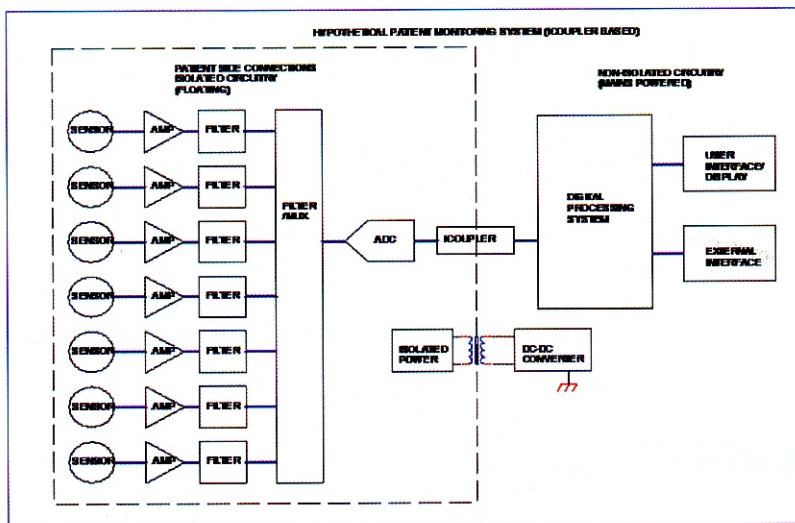 HYPOTHETICAL PATIENT MONITORING SYSTEM (ICOUPLER BASED)
PATIENT SIDE CONNECTIONS
ISOLATED CIRCUITRY
(FLOATING)
NON-ISOLATED CIRCUITRY
(MAINS POWERED)
SENSOR
AMP
FILTER
SENSOR
AMP
FILTER
SENSOR
AMP
FILTER
SENSOR
AMP
FILTER
SENSOR
AMP
FILTER
SENSOR
AMP
FILTER
SENSOR
AMP
FILTER
FILTER
/MUX
ADC
ICOUPLER
DIGITAL
PROCESSING
SYSTEM
USER
INTERFACE/
DISPLAY
EXTERNAL
INTERFACE
ISOLATED
POWER
DC-DC
CONVERTER